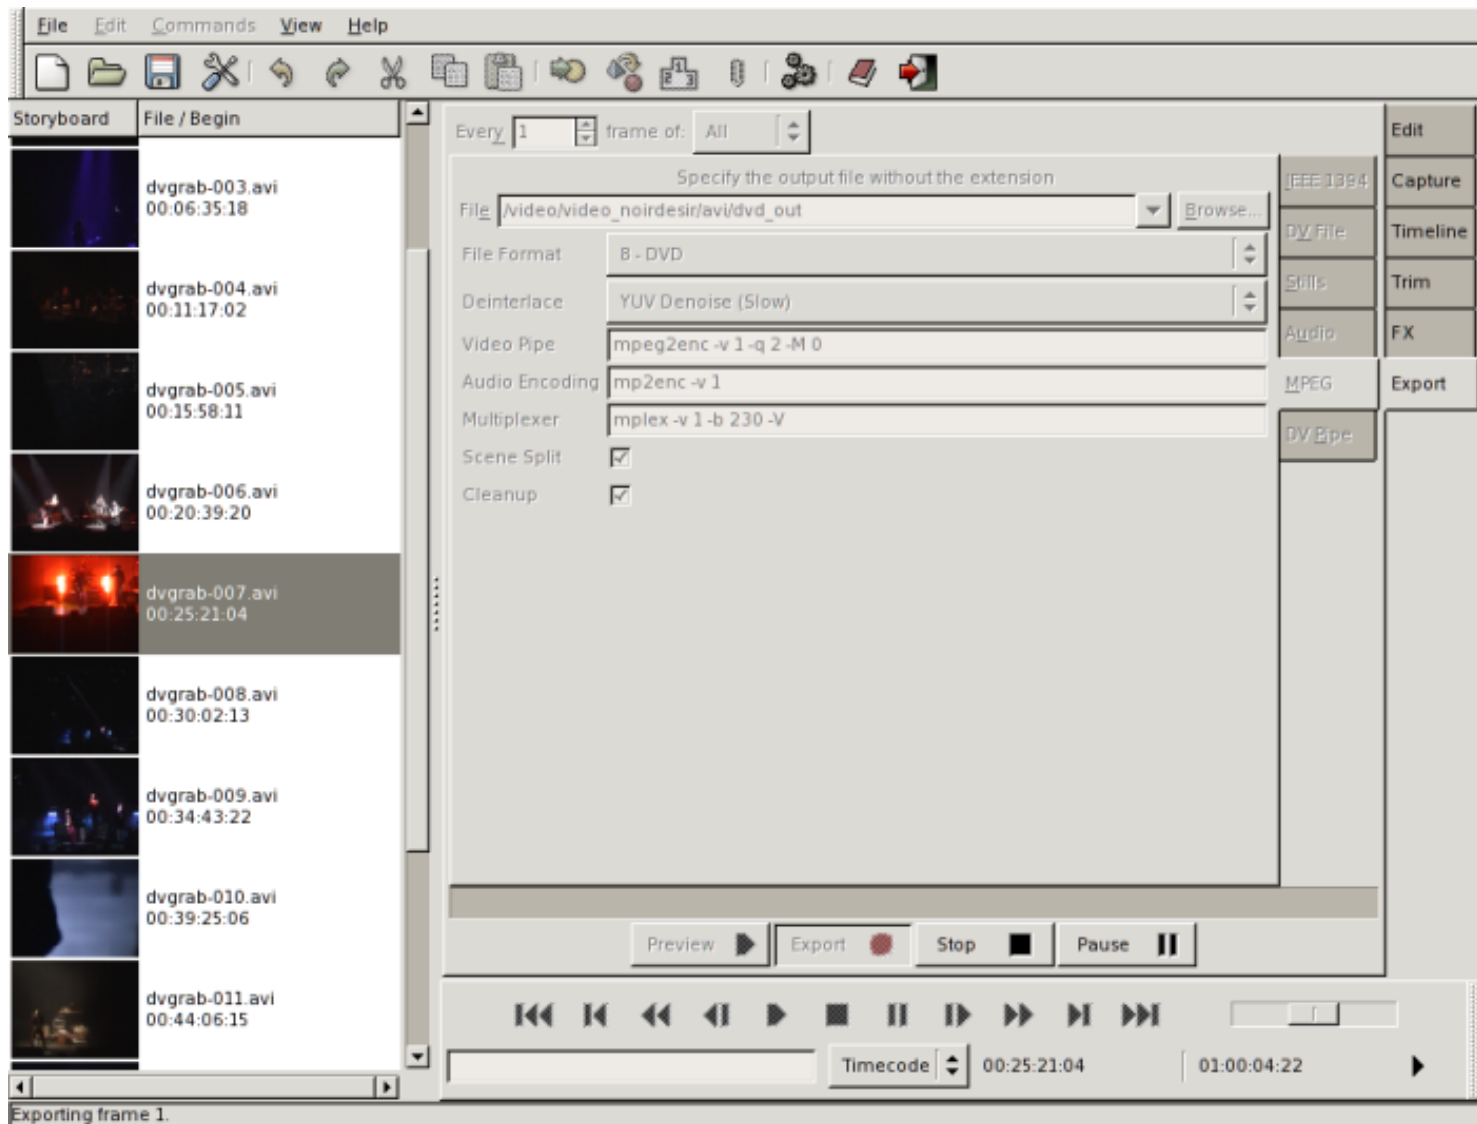 File Edit Commands View Help
Storyboard File / Begin
dvgrab-003.avi
00:06:35:18
dvgrab-004.avi
00:11:17:02
dvgrab-005.avi
00:15:58:11
dvgrab-006.avi
00:20:39:20
dvgrab-007.avi
00:25:21:04
dvgrab-008.avi
00:30:02:13
dvgrab-009.avi
00:34:43:22
dvgrab-010.avi
00:39:25:06
dvgrab-011.avi
00:44:06:15
Every 1 frame of: All
Specify the output file without the extension
File /video/video_noirdesir/avi/dvd_out Browse...
File Format 8 - DVD
Deinterlace YUV Denoise (Slow)
Video Pipe mpeg2enc -v 1 -q 2 -M 0
Audio Encoding mp2enc -v 1
Multiplexer mplex -v 1 -b 230 -V
Scene Split
Cleanup
IEEE 1394
DV File
Stills
Audio
MPEG
DV Pipe
Edit
Capture
Timeline
Trim
FX
Export
Preview Export Stop Pause
Timecode 00:25:21:04 01:00:04:22
Exporting frame 1.